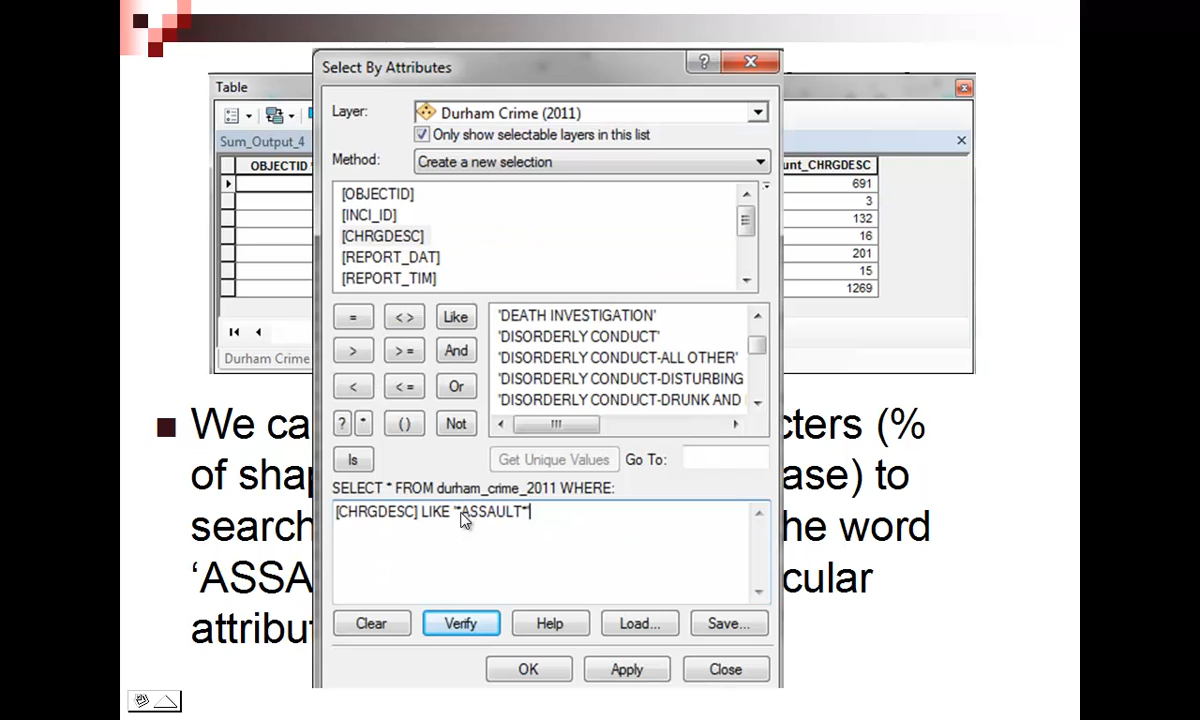 Select By Attributes
?
Table
Layer:
Durham Crime (2011)
Only show selectable layers in this list
Sum_Output_4
Method:
Create a new selection
OBJECTID
unt_CHRGDESC
[OBJECTID]
[INCI_ID]
[CHRGDESC]
[REPORT_DAT]
[REPORT_TIM]
691
3
132
16
201
15
1269
= < > Like
> > = And
< < = Or
? * ( ) Not
Is
'DEATH INVESTIGATION'
'DISORDERLY CONDUCT'
'DISORDERLY CONDUCT-ALL OTHER'
'DISORDERLY CONDUCT-DISTURBING
'DISORDERLY CONDUCT-DRUNK AND
Durham Crime
Get Unique Values Go To:
SELECT * FROM durham_crime_2011 WHERE:
[CHRGDESC] LIKE '*ASSAULT*'
Clear Verify Help Load... Save...
OK Apply Close
We ca cters (%
of shap ase) to
search he word
‘ASSA cular
attribut